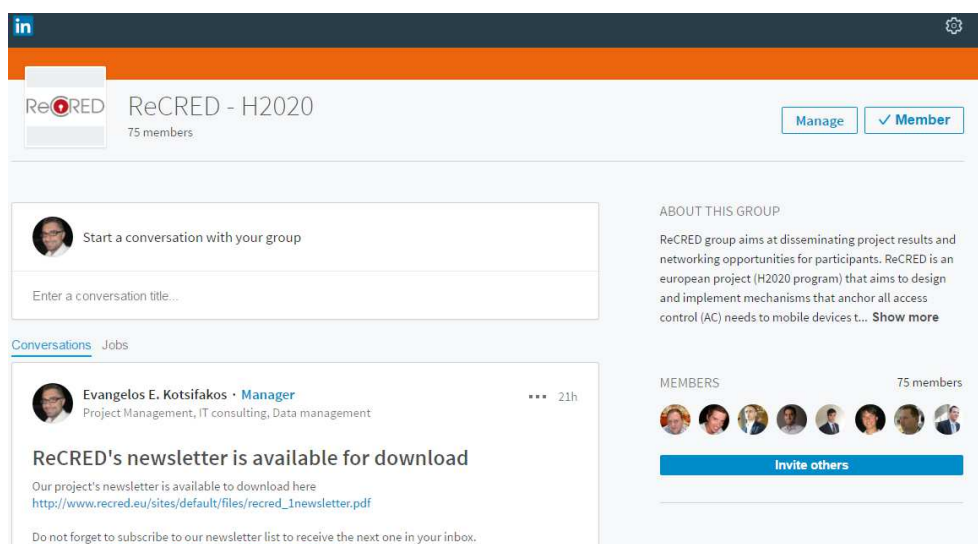 in
ReCRED
ReCRED - H2020
75 members
Manage
✓ Member
Start a conversation with your group
Enter a conversation title...
Conversations Jobs
Evangelos E. Kotsifakos · Manager
Project Management, IT consulting, Data management
21h
ReCRED's newsletter is available for download
Our project's newsletter is available to download here
http://www.recred.eu/sites/default/files/recred_1newsletter.pdf
Do not forget to subscribe to our newsletter list to receive the next one in your inbox.
ABOUT THIS GROUP
ReCRED group aims at disseminating project results and
networking opportunities for participants. ReCRED is an
european project (H2020 program) that aims to design
and implement mechanisms that anchor all access
control (AC) needs to mobile devices t... Show more
MEMBERS
75 members
Invite others